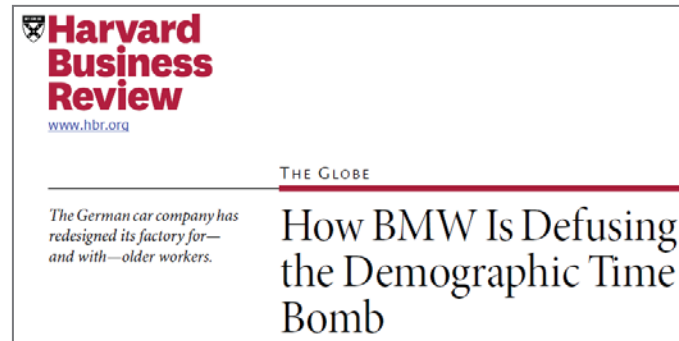 Harvard
Business
Review
www.hbr.org
THE GLOBE
The German car company has
redesigned its factory for—
and with—older workers.
How BMW Is Defusing
the Demographic Time
Bomb